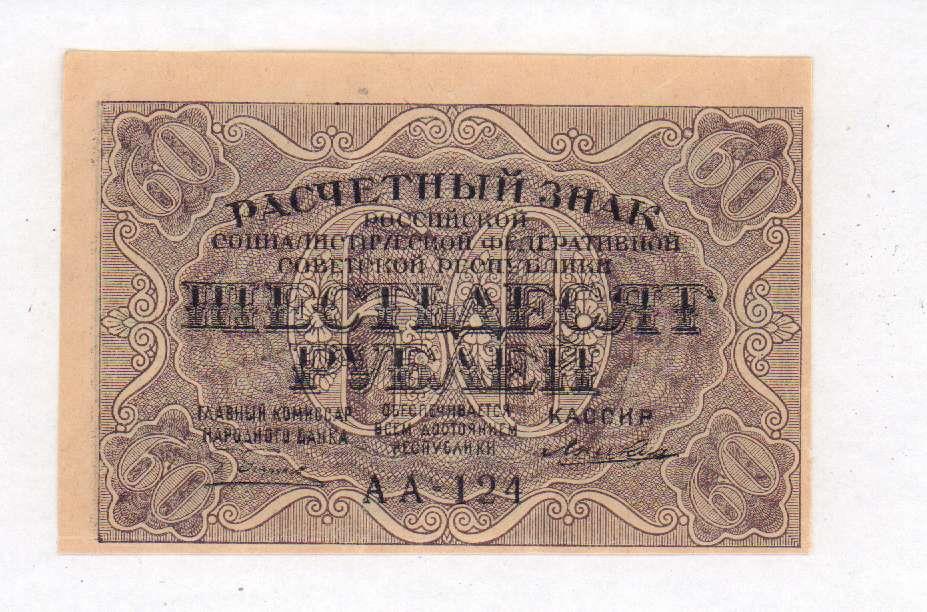 60 60
РАСЧЕТНЫЙ ЗНАК
РОССИЙСКОЙ
СОЦИАЛИСТИЧЕСКОЙ ФЕДЕРАТИВНОЙ
СОВЕТСКОЙ РЕСПУБЛИКИ
60
ШЕСТЬДЕСЯТ
РУБЛЕЙ
ГЛАВНЫЙ КОМИССАР
НАРОДНОГО БАНКА
ОБЕСПЕЧИВАЕТСЯ
ВСЕМ ДОСТОЯНИЕМ
РЕСПУБЛИКИ
КАССИР
АА-124
60 60